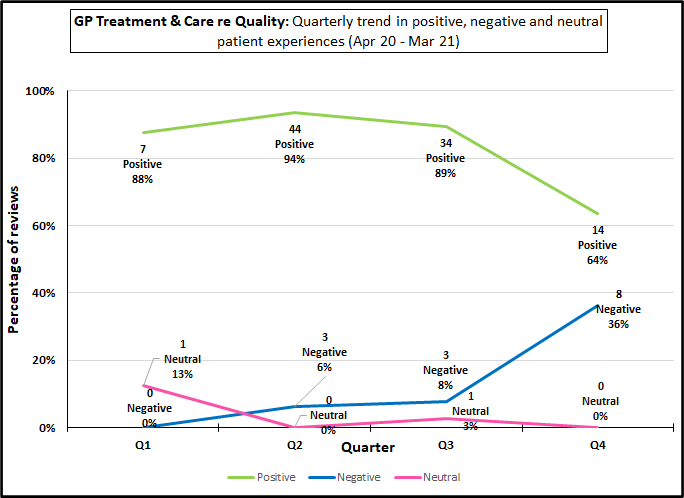 GP Treatment & Care re Quality: Quarterly trend in positive, negative and neutral
patient experiences (Apr 20 - Mar 21)
Percentage of reviews
100%
80%
60%
40%
20%
0%
7
Positive
88%
44
Positive
94%
34
Positive
89%
14
Positive
64%
1
Neutral
13%
0
Negative
0%
3
Negative
6%
0
Neutral
0%
3
Negative
8%
1
Neutral
3%
8
Negative
36%
0
Neutral
0%
Q1
Q2
Q3
Q4
Quarter
Positive
Negative
Neutral